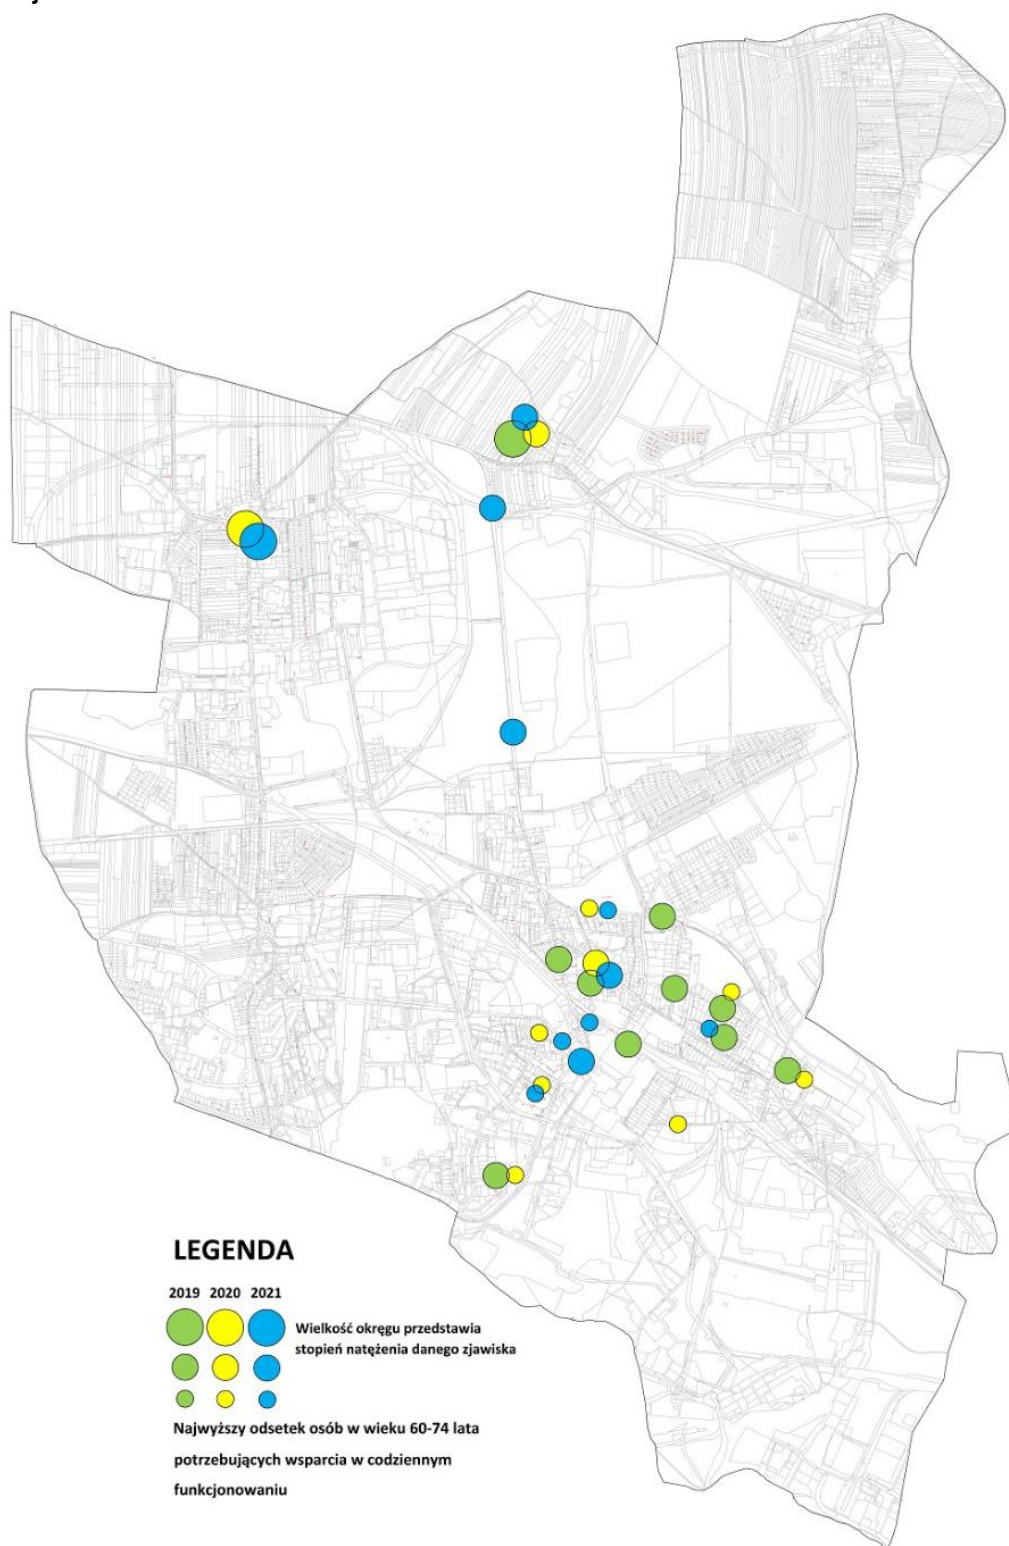 LEGENDA
2019 2020 2021
Wielkość okręgu przedstawia
stopień natężenia danego zjawiska
Najwyższy odsetek osób w wieku 60-74 lata
potrzebujących wsparcia w codziennym
funkcjonowaniu